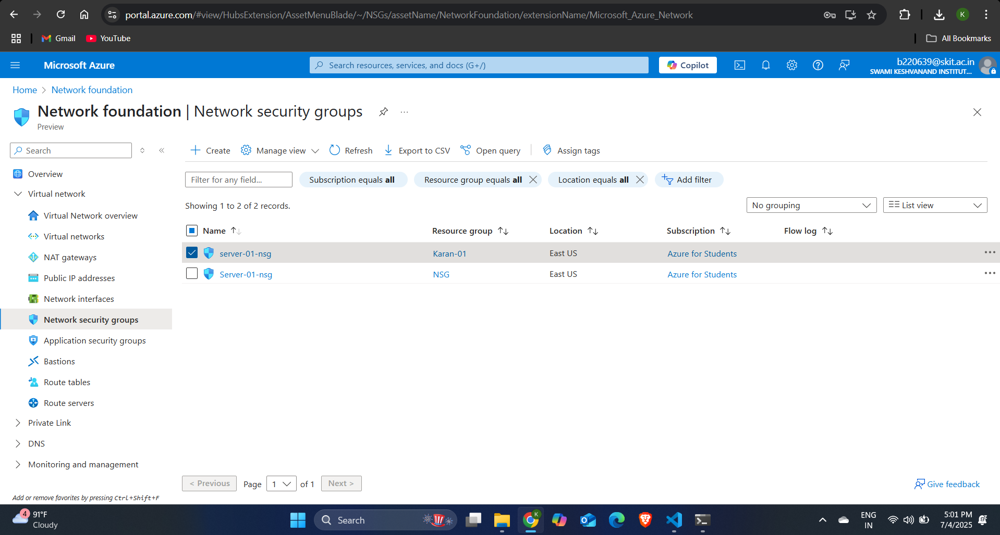 portal.azure.com/#view/HubsExtension/AssetMenuBlade/~/NSGs/assetName/NetworkFoundation/extensionName/Microsoft_Azure_Network
K
Gmail
YouTube
All Bookmarks
Microsoft Azure
Search resources, services, and docs (G+/)
Copilot
b220639@skit.ac.in
SWAMI KESHVANAND INSTITUT...
Home > Network foundation
Network foundation | Network security groups
...
Preview
Search
Overview
Virtual network
Virtual Network overview
Virtual networks
NAT gateways
Public IP addresses
Network interfaces
Network security groups
Application security groups
Bastions
Route tables
Route servers
Private Link
DNS
Monitoring and management
Add or remove favorites by pressing Ctrl+Shift+F
Create
Manage view
Refresh
Export to CSV
Open query
Assign tags
Filter for any field...
Subscription equals all
Resource group equals all
Location equals all
Add filter
Showing 1 to 2 of 2 records.
No grouping
List view
Name Resource group Location Subscription Flow log
server-01-nsg Karan-01 East US Azure for Students ...
Server-01-nsg NSG East US Azure for Students ...
< Previous Page 1 of 1 Next >
Give feedback
4
91°F
Cloudy
Search
K
ENG
IN
5:01 PM
7/4/2025